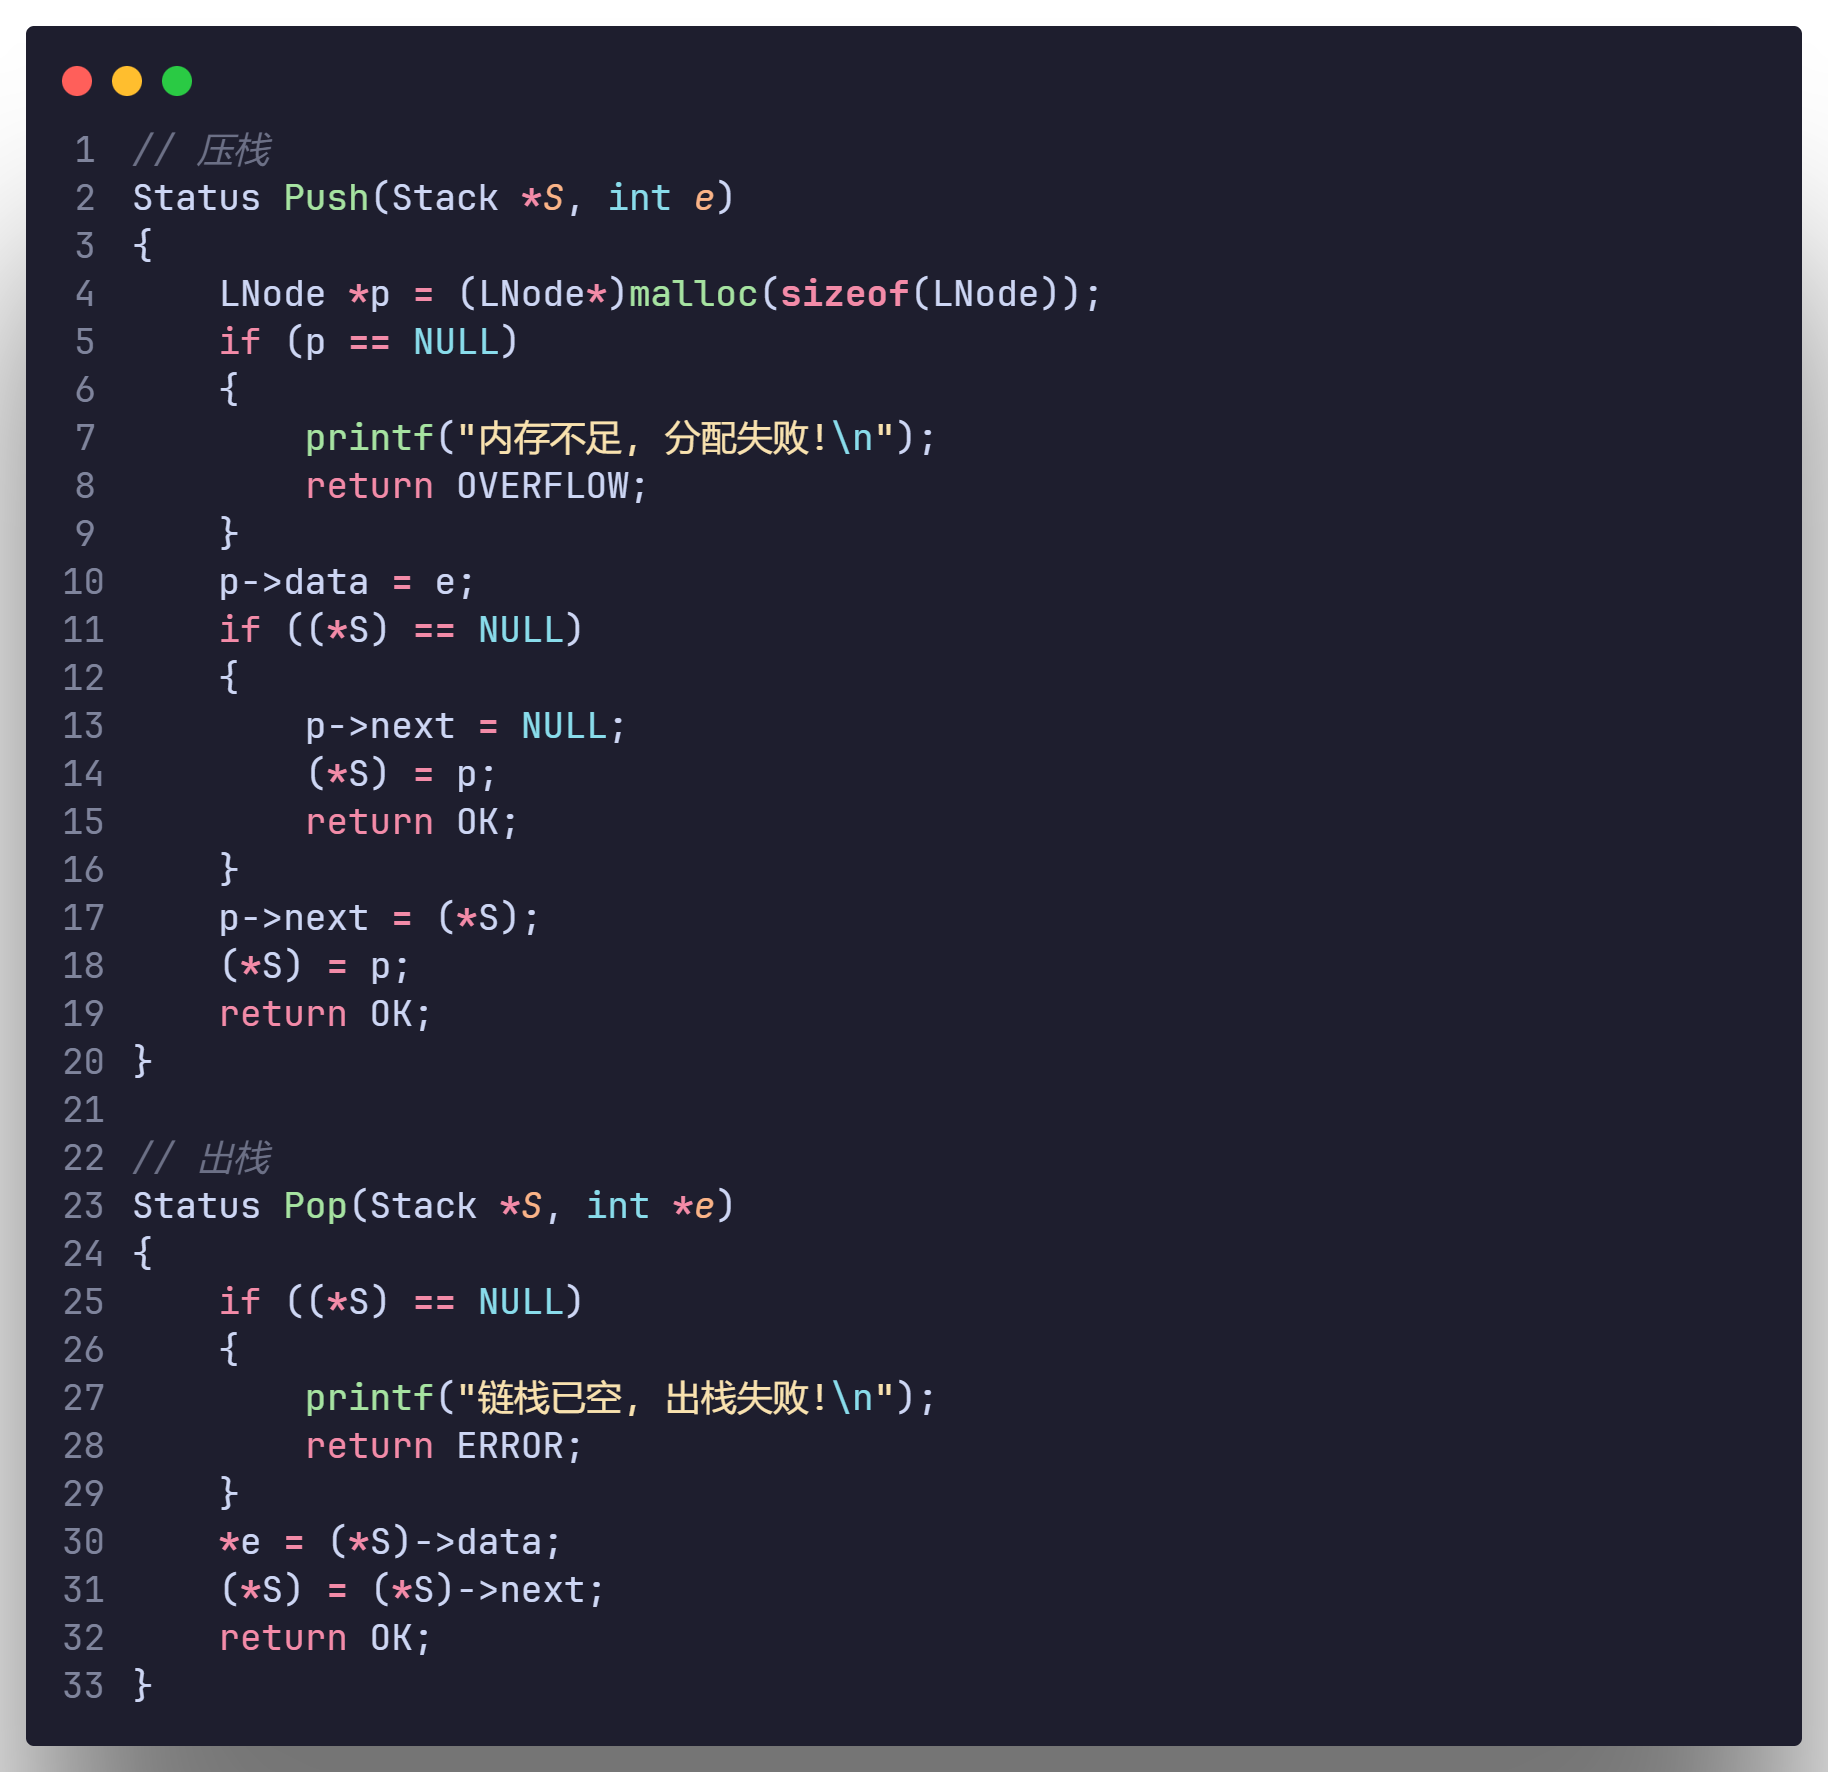 1 // 压栈
2 Status Push(Stack *S, int e)
3 {
4     LNode *p = (LNode*)malloc(sizeof(LNode));
5     if (p == NULL)
6     {
7         printf("内存不足, 分配失败!\n");
8         return OVERFLOW;
9     }
10     p->data = e;
11     if ((*S) == NULL)
12     {
13         p->next = NULL;
14         (*S) = p;
15         return OK;
16     }
17     p->next = (*S);
18     (*S) = p;
19     return OK;
20 }
21
22 // 出栈
23 Status Pop(Stack *S, int *e)
24 {
25     if ((*S) == NULL)
26     {
27         printf("链栈已空, 出栈失败!\n");
28         return ERROR;
29     }
30     *e = (*S)->data;
31     (*S) = (*S)->next;
32     return OK;
33 }